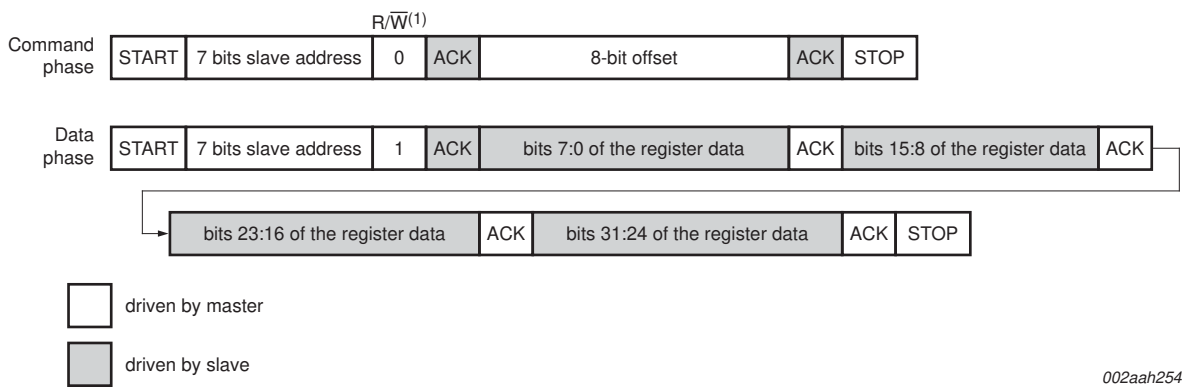 R/W̅(1)
Command phase START 7 bits slave address 0 ACK 8-bit offset ACK STOP
Data phase START 7 bits slave address 1 ACK bits 7:0 of the register data ACK bits 15:8 of the register data ACK
bits 23:16 of the register data ACK bits 31:24 of the register data ACK STOP
driven by master
driven by slave
002aah254